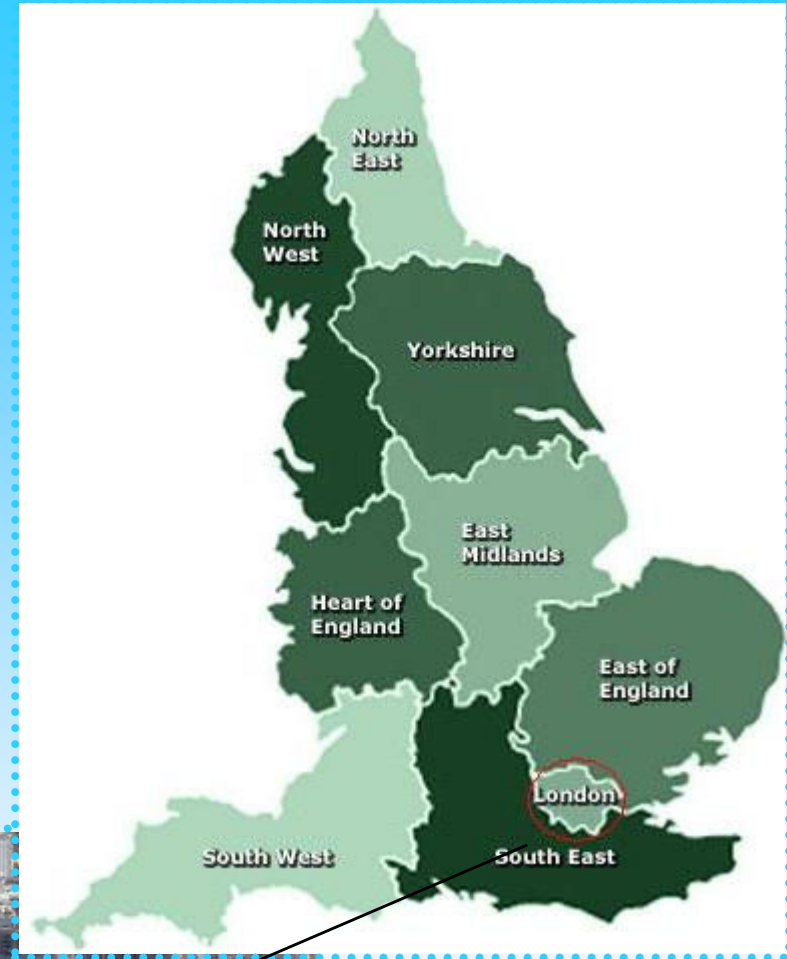 North
East
North
West
Yorkshire
East
Midlands
Heart of
England
East of
England
London
South West
South East